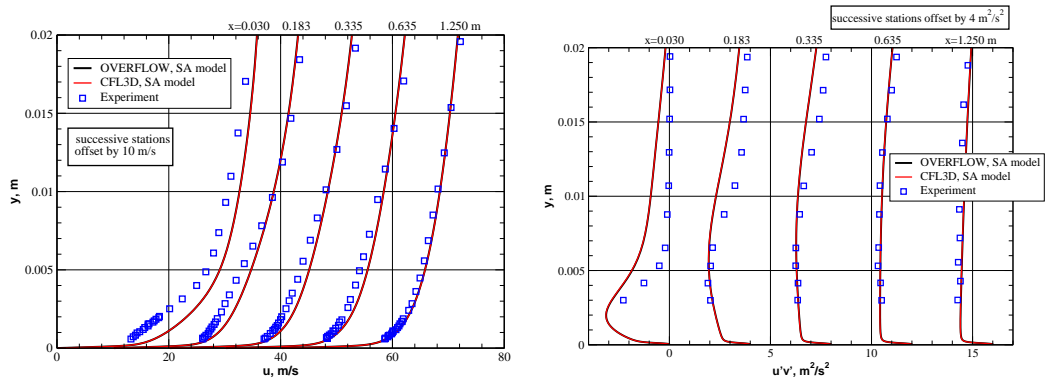 x=0.030 0.183 0.335 0.635 1.250 m
0.02
0.015
0.01
0.005
0
y, m
OVERFLOW, SA model
CFL3D, SA model
Experiment
successive stations
offset by 10 m/s
0 20 40 60 80
u, m/s
successive stations offset by 4 m²/s²
x=0.030 0.183 0.335 0.635 x=1.250 m
0.02
0.015
0.01
0.005
0
y, m
OVERFLOW, SA model
CFL3D, SA model
Experiment
0 5 10 15
u'v', m²/s²